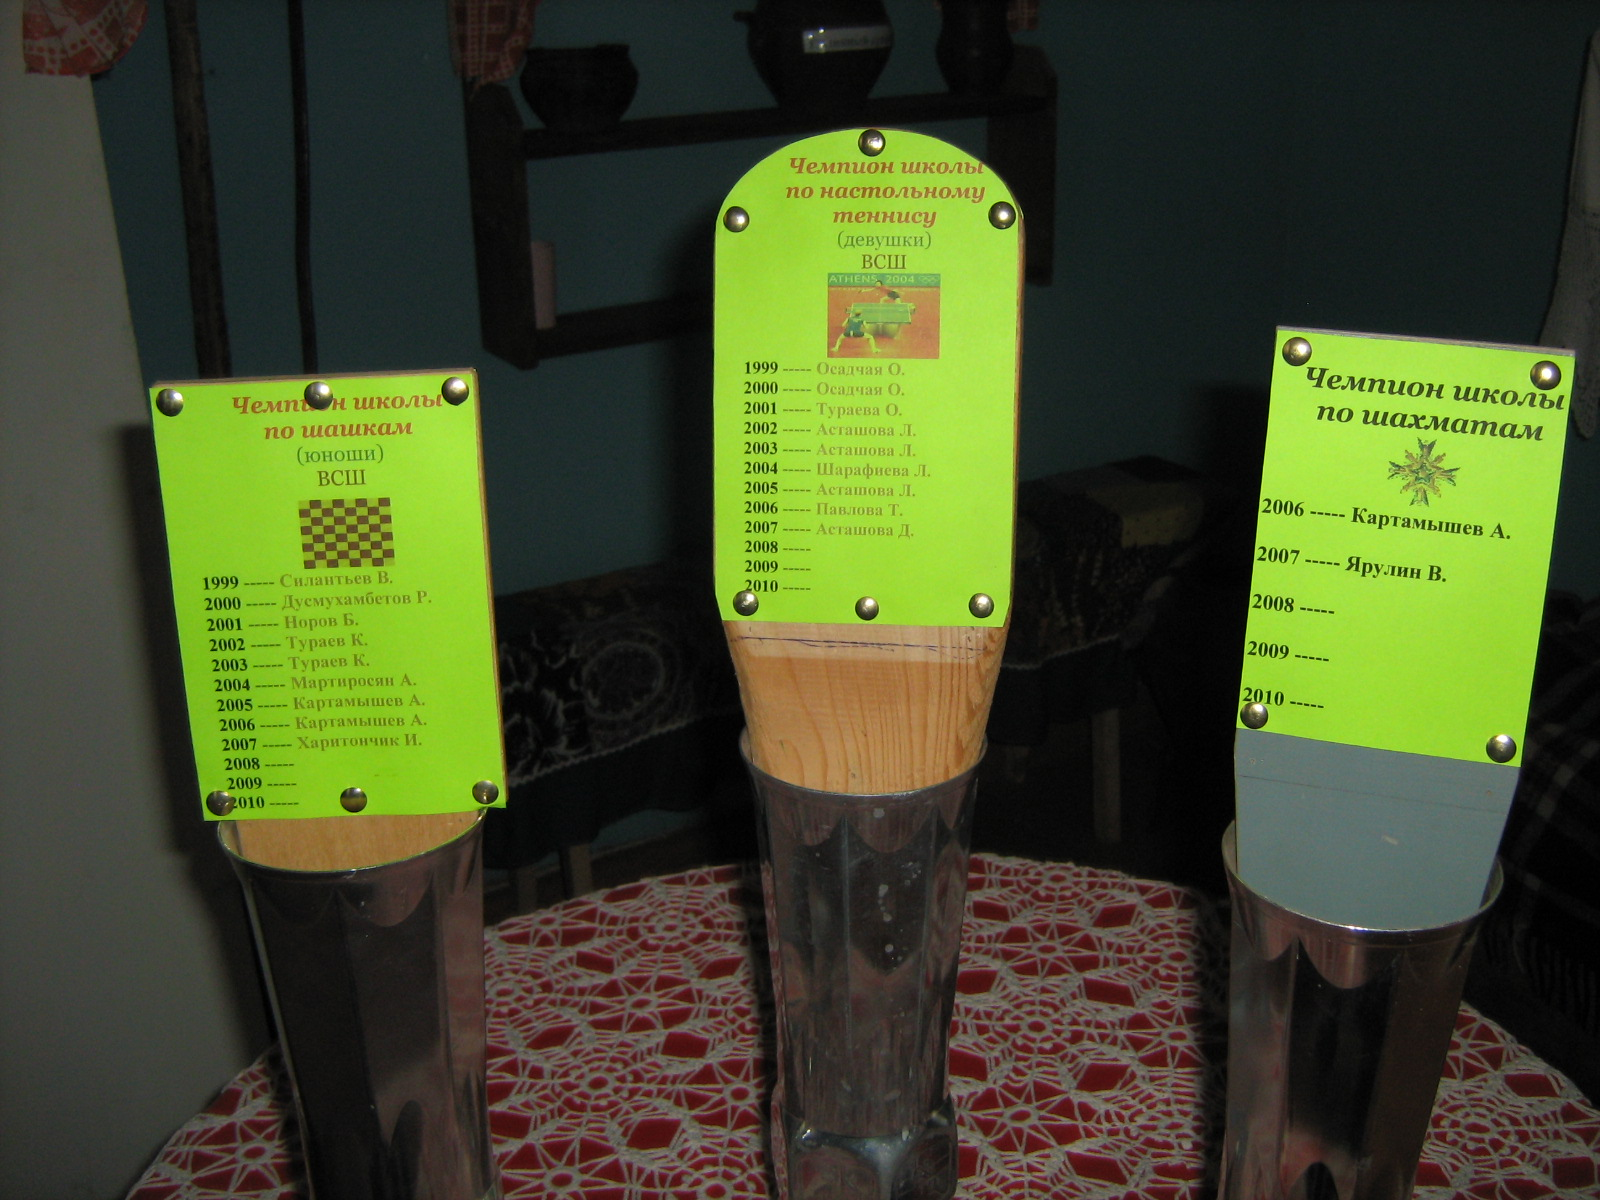 Чемпион школы
по шашкам
(юноши)
ВСШ
1999 ----- Силантьев В.
2000 ----- Дусмухамбетов Р.
2001 ----- Норов Б.
2002 ----- Тураев К.
2003 ----- Тураев К.
2004 ----- Мартиросян А.
2005 ----- Картамышев А.
2006 ----- Картамышев А.
2007 ----- Харитончик И.
2008 -----
2009 -----
2010 -----
Чемпион школы
по настольному
теннису
(девушки)
ВСШ
ATHENS 2004
1999 ----- Осадчая О.
2000 ----- Осадчая О.
2001 ----- Тураева О.
2002 ----- Асташова Л.
2003 ----- Асташова Л.
2004 ----- Шарафиева Л.
2005 ----- Асташова Л.
2006 ----- Павлова Т.
2007 ----- Асташова Д.
2008 -----
2009 -----
2010 -----
Чемпион школы
по шахматам
2006 ----- Картамышев А.
2007 ----- Ярулин В.
2008 -----
2009 -----
2010 -----